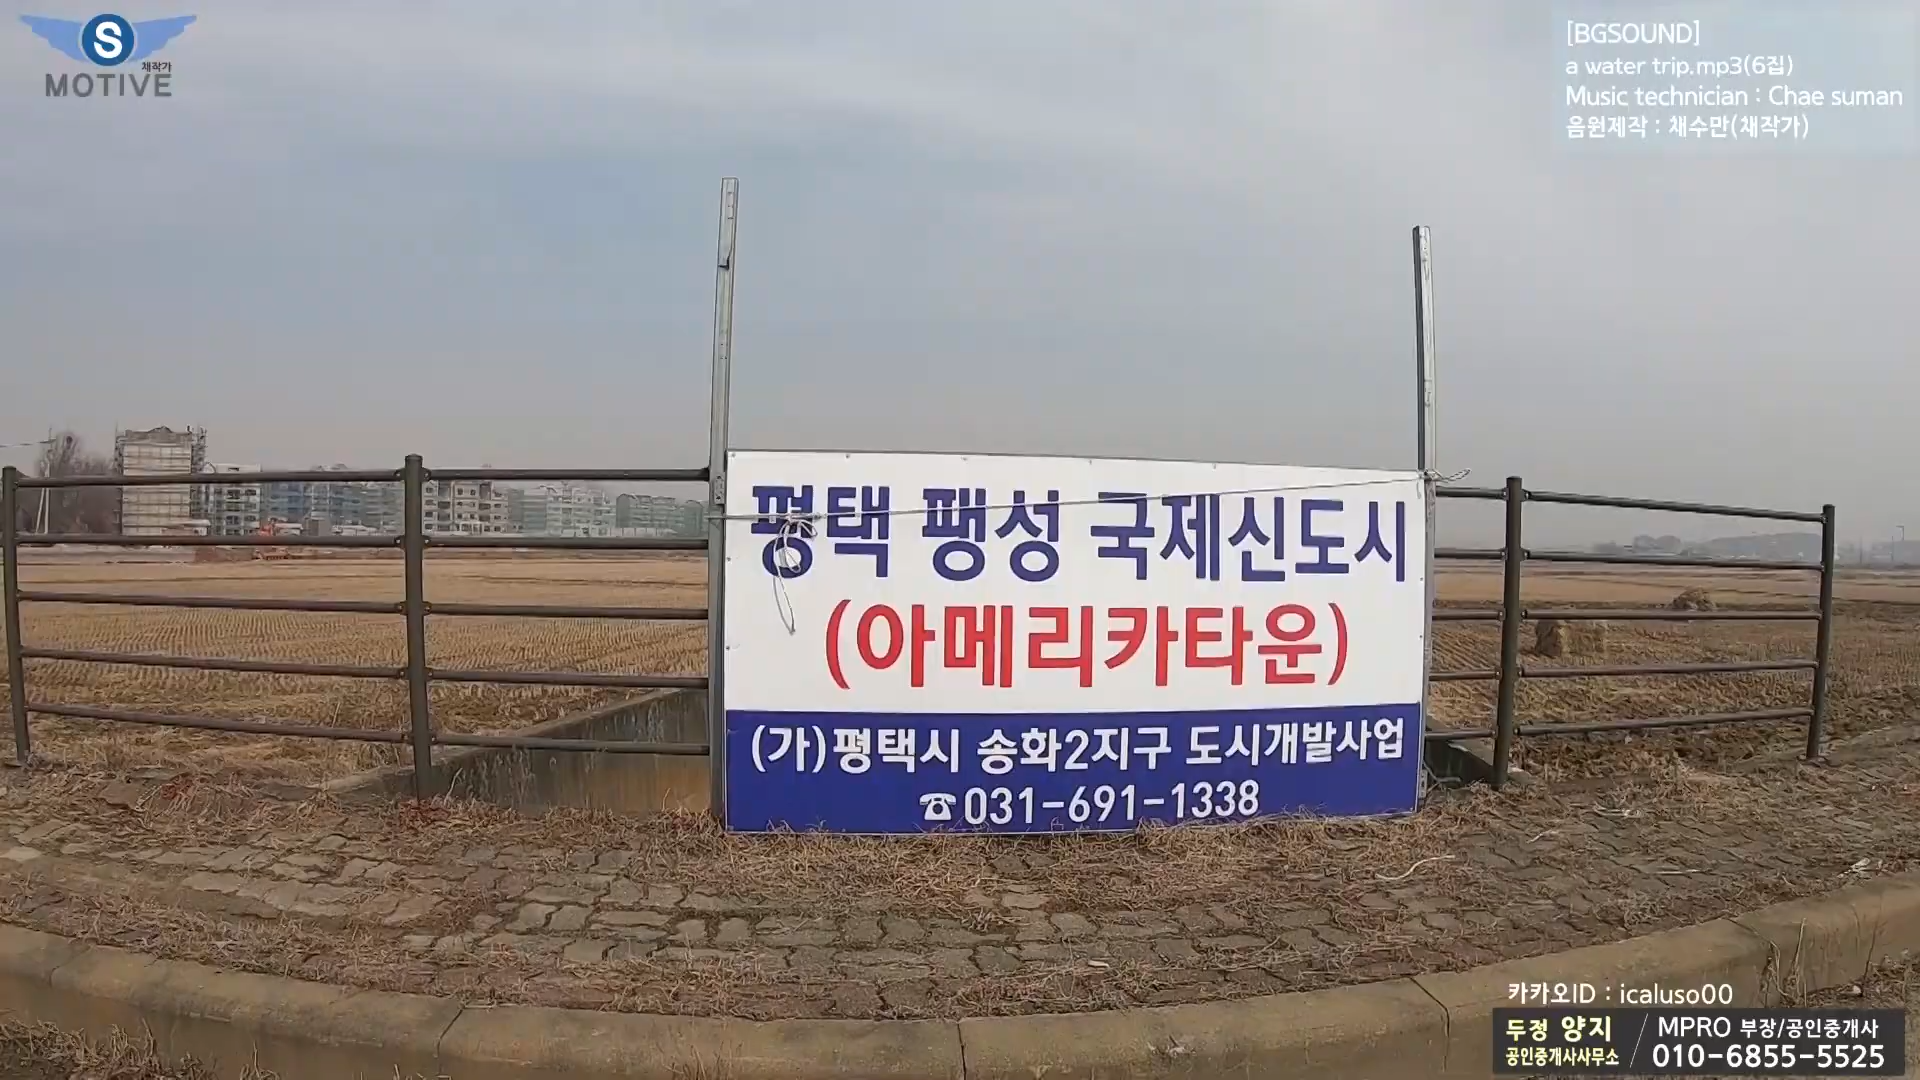 S
채작가
MOTIVE
[BGSOUND]
a water trip.mp3(6집)
Music technician : Chae suman
음원제작 : 채수만(채작가)
평택 팽성 국제신도시
(아메리카타운)
(가)평택시 송화2지구 도시개발사업
☎031-691-1338
카카오ID : icaluso00
두정 양지
공인중개사사무소
MPRO 부장/공인중개사
010-6855-5525